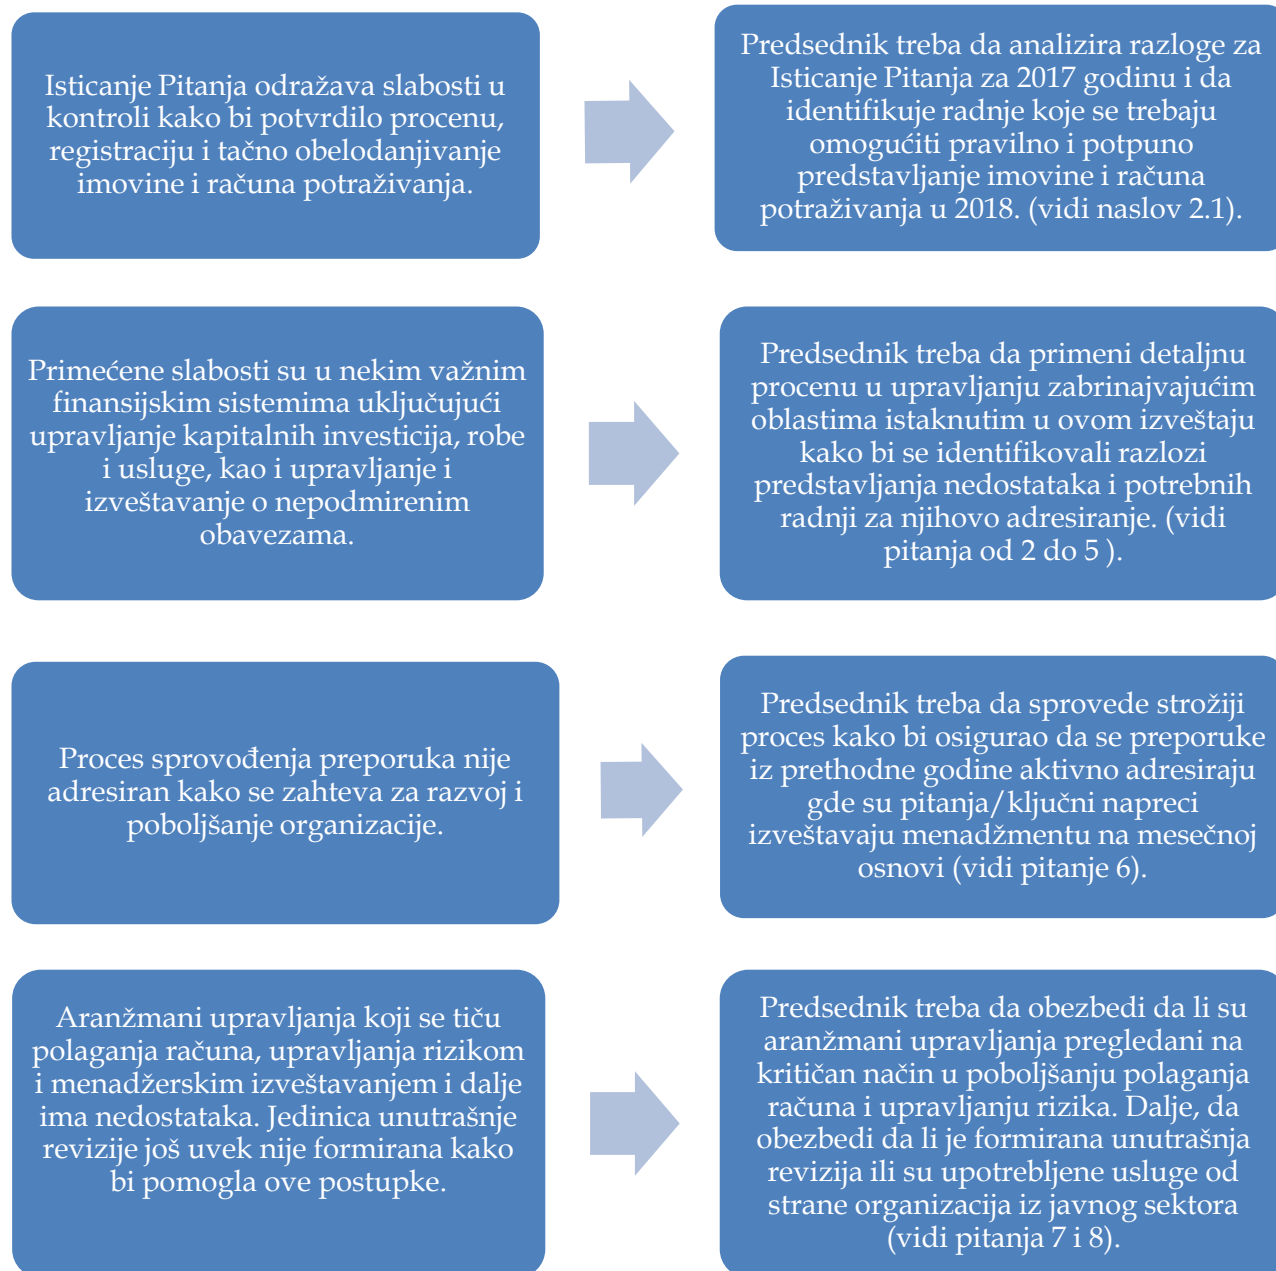 Isticanje Pitanja odražava slabosti u
kontroli kako bi potvrdilo procenu,
registraciju i tačno obelodanjivanje
imovine i računa potraživanja.
Predsednik treba da analizira razloge za
Isticanje Pitanja za 2017 godinu i da
identifikuje radnje koje se trebaju
omogućiti pravilno i potpuno
predstavljanje imovine i računa
potraživanja u 2018. (vidi naslov 2.1).
Primećene slabosti su u nekim važnim
finansijskim sistemima uključujući
upravljanje kapitalnih investicija, robe
i usluge, kao i upravljanje i
izveštavanje o nepodmirenim
obavezama.
Predsednik treba da primeni detaljnu
procenu u upravljanju zabrinajvajućim
oblastima istaknutim u ovom izveštaju
kako bi se identifikovali razlozi
predstavljanja nedostataka i potrebnih
radnji za njihovo adresiranje. (vidi
pitanja od 2 do 5 ).
Proces sprovođenja preporuka nije
adresiran kako se zahteva za razvoj i
poboljšanje organizacije.
Predsednik treba da sprovede strožiji
proces kako bi osigurao da se preporuke
iz prethodne godine aktivno adresiraju
gde su pitanja/ključni napreci
izveštavaju menadžmentu na mesečnoj
osnovi (vidi pitanje 6).
Aranžmani upravljanja koji se tiču
polaganja računa, upravljanja rizikom
i menadžerskim izveštavanjem i dalje
ima nedostataka. Jedinica unutrašnje
revizije još uvek nije formirana kako
bi pomogla ove postupke.
Predsednik treba da obezbedi da li su
aranžmani upravljanja pregledani na
kritičan način u poboljšanju polaganja
računa i upravljanju rizika. Dalje, da
obezbedi da li je formirana unutrašnja
revizija ili su upotrebljene usluge od
strane organizacija iz javnog sektora
(vidi pitanja 7 i 8).